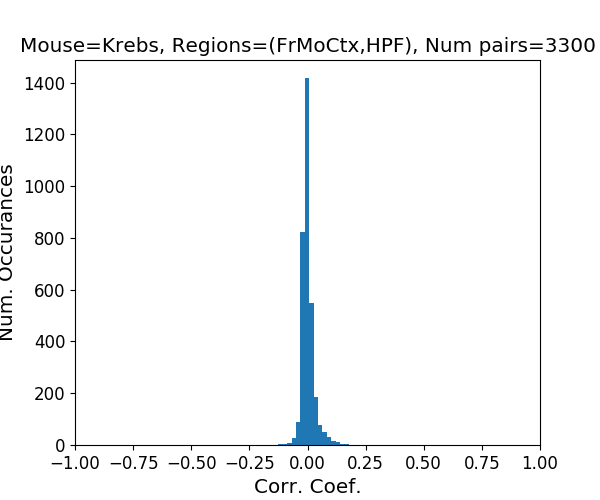 Mouse=Krebs, Regions=(FrMoCtx,HPF), Num pairs=3300
1400
1200
1000
800
600
400
200
0
Num. Occurances
−1.00 −0.75 −0.50 −0.25 0.00 0.25 0.50 0.75 1.00
Corr. Coef.